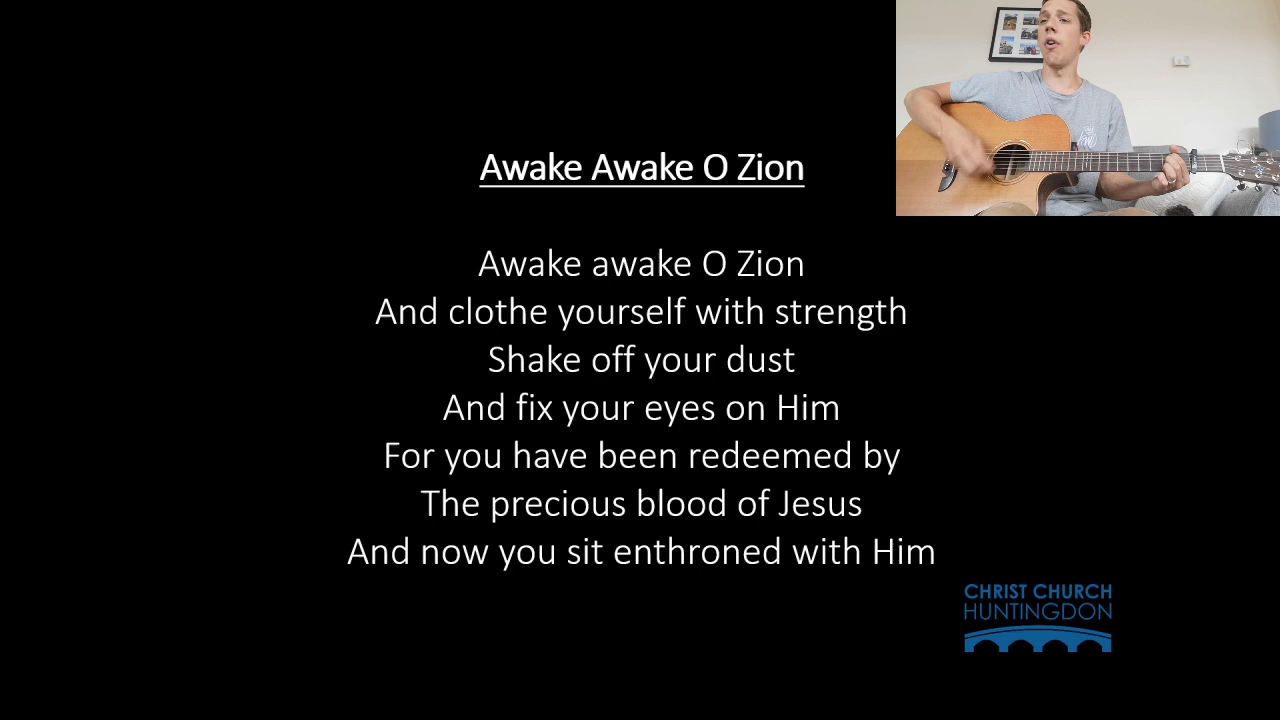 Awake Awake O Zion
Awake awake O Zion
And clothe yourself with strength
Shake off your dust
And fix your eyes on Him
For you have been redeemed by
The precious blood of Jesus
And now you sit enthroned with Him
CHRIST CHURCH
HUNTINGDON